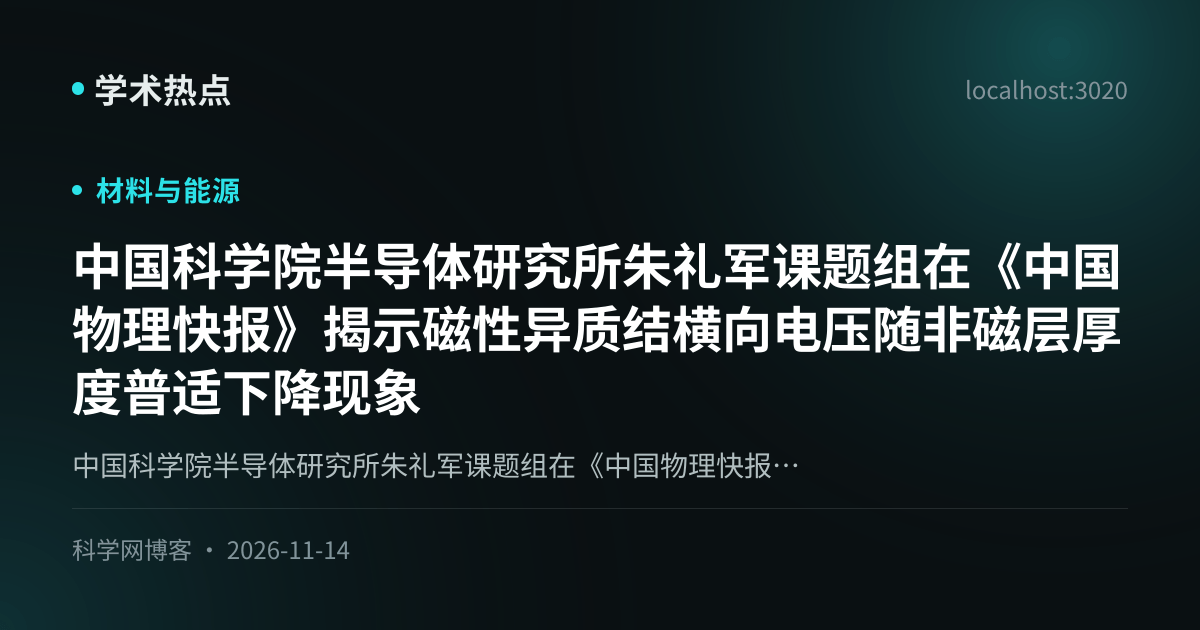 学术热点
localhost:3020
材料与能源
中国科学院半导体研究所朱礼军课题组在《中国
物理快报》揭示磁性异质结横向电压随非磁层厚
度普适下降现象
中国科学院半导体研究所朱礼军课题组在《中国物理快报…
科学网博客 · 2026-11-14